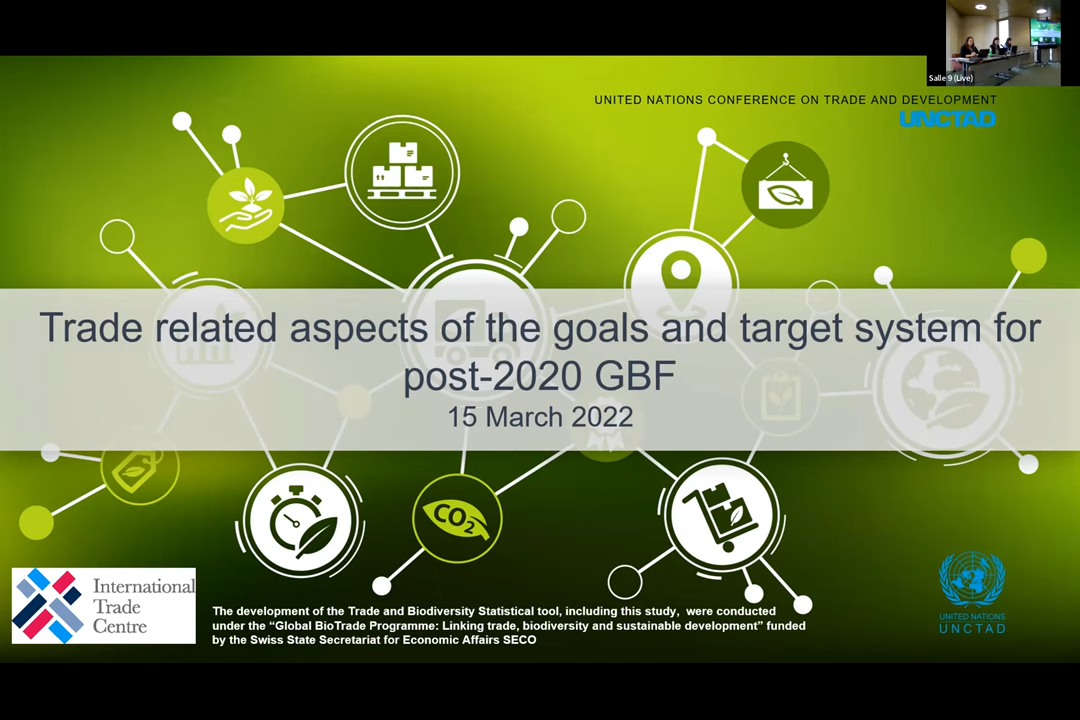 Salle 9 (Live)
UNITED NATIONS CONFERENCE ON TRADE AND DEVELOPMENT
UNCTAD
Trade related aspects of the goals and target system for
post-2020 GBF
15 March 2022
CO2
International
Trade
Centre
The development of the Trade and Biodiversity Statistical tool, including this study, were conducted
under the “Global BioTrade Programme: Linking trade, biodiversity and sustainable development” funded
by the Swiss State Secretariat for Economic Affairs SECO
UNITED NATIONS
UNCTAD